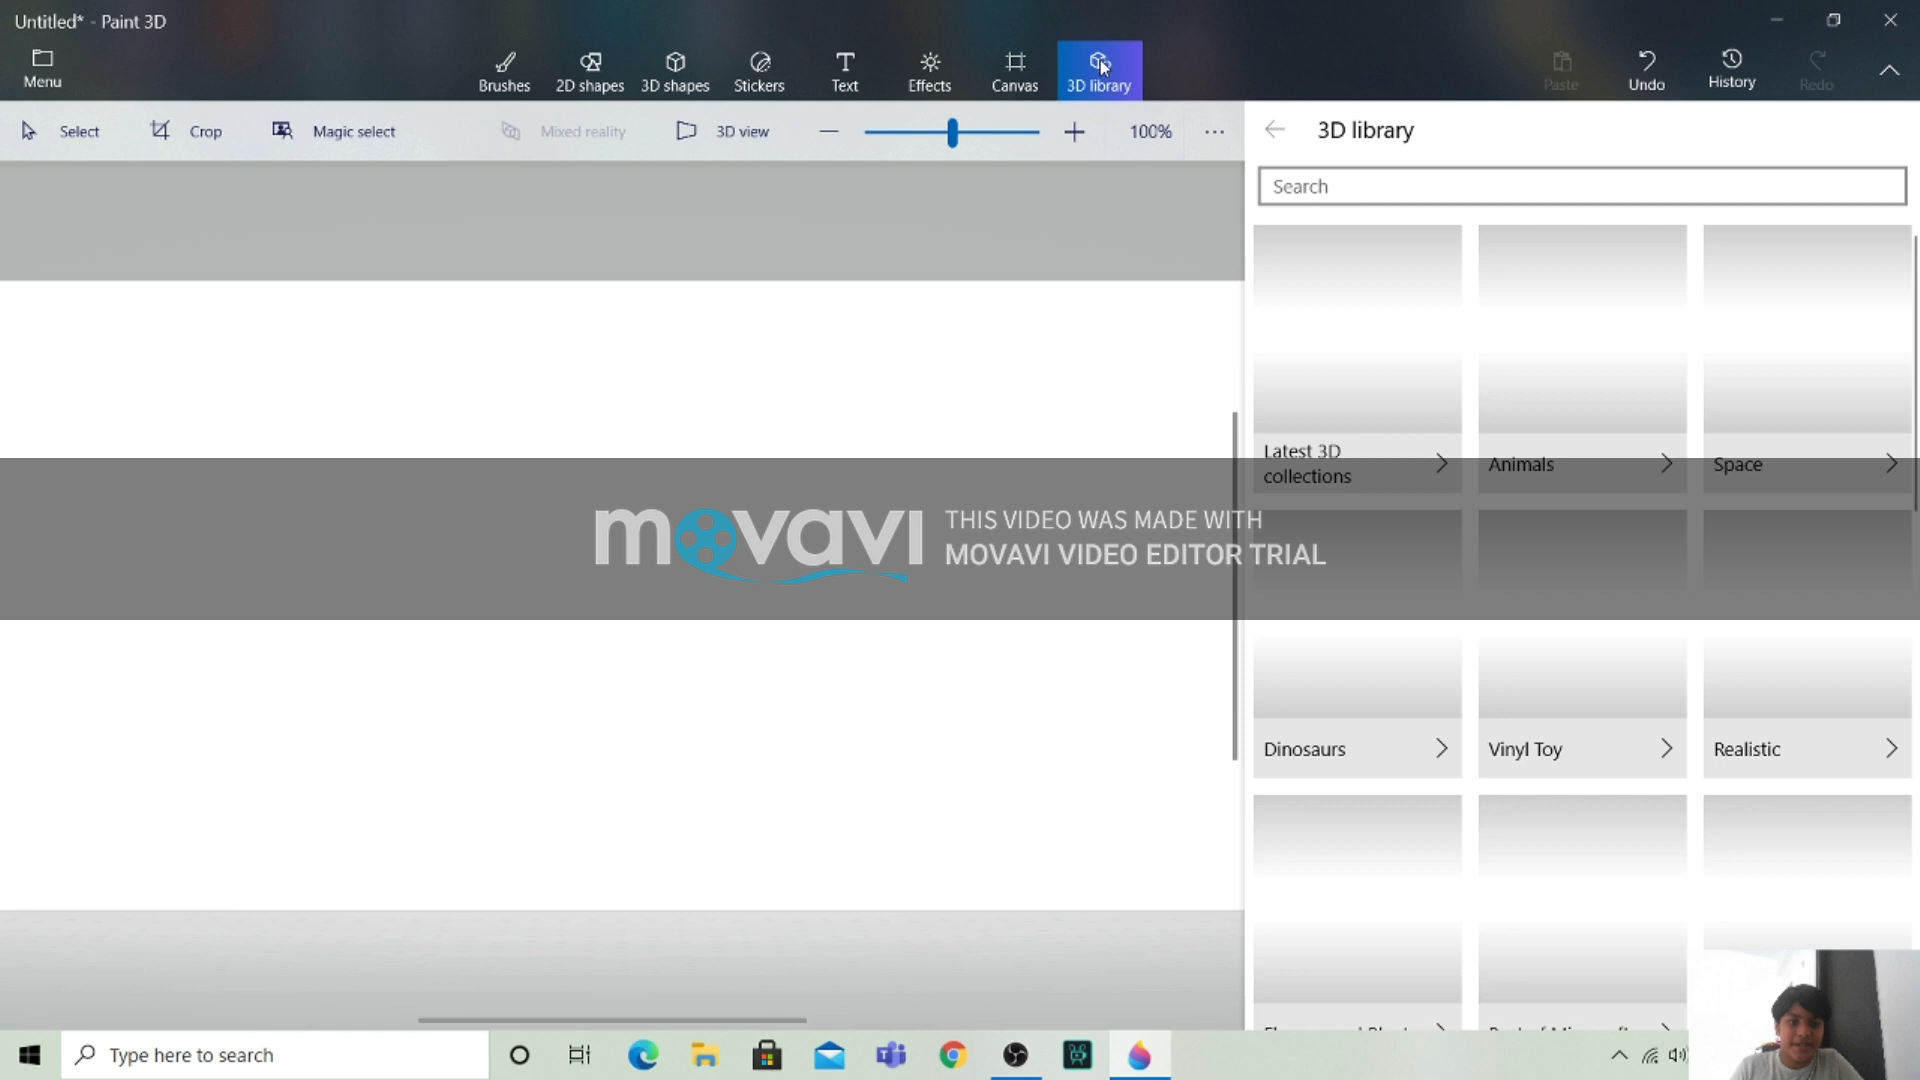 Untitled* - Paint 3D
Menu
Brushes
2D shapes
3D shapes
Stickers
Text
Effects
Canvas
3D library
Paste
Undo
History
Redo
Select
Crop
Magic select
Mixed reality
3D view
100%
3D library
Search
Latest 3D
collections
Animals
Space
movavi
THIS VIDEO WAS MADE WITH
MOVAVI VIDEO EDITOR TRIAL
Dinosaurs
Vinyl Toy
Realistic
Type here to search